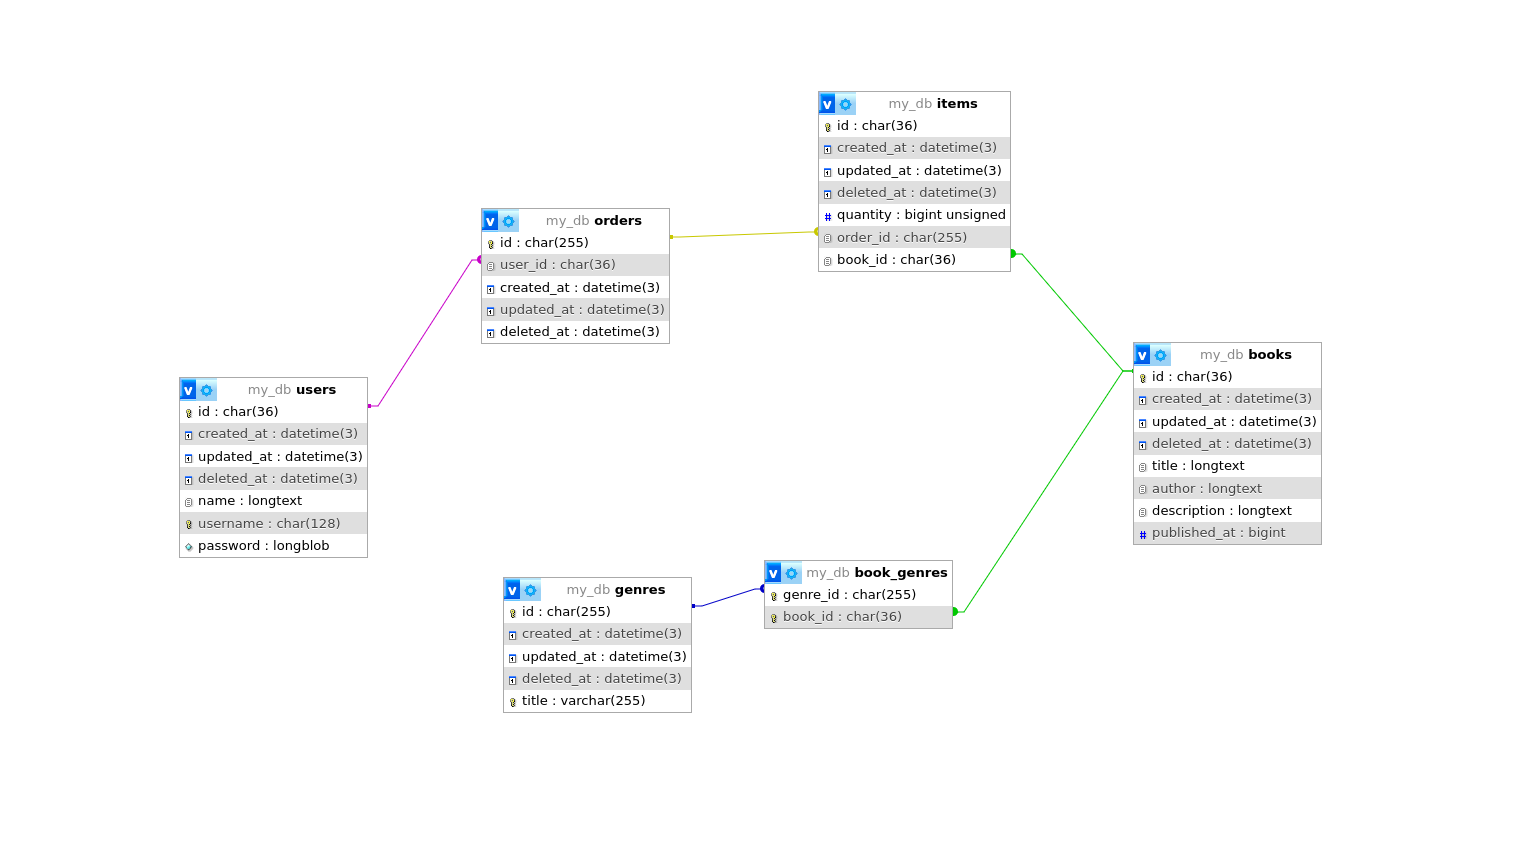 my_db items
id : char(36)
created_at : datetime(3)
updated_at : datetime(3)
deleted_at : datetime(3)
quantity : bigint unsigned
order_id : char(255)
book_id : char(36)
my_db orders
id : char(255)
user_id : char(36)
created_at : datetime(3)
updated_at : datetime(3)
deleted_at : datetime(3)
my_db books
id : char(36)
created_at : datetime(3)
updated_at : datetime(3)
deleted_at : datetime(3)
title : longtext
author : longtext
description : longtext
published_at : bigint
my_db users
id : char(36)
created_at : datetime(3)
updated_at : datetime(3)
deleted_at : datetime(3)
name : longtext
username : char(128)
password : longblob
my_db book_genres
genre_id : char(255)
book_id : char(36)
my_db genres
id : char(255)
created_at : datetime(3)
updated_at : datetime(3)
deleted_at : datetime(3)
title : varchar(255)